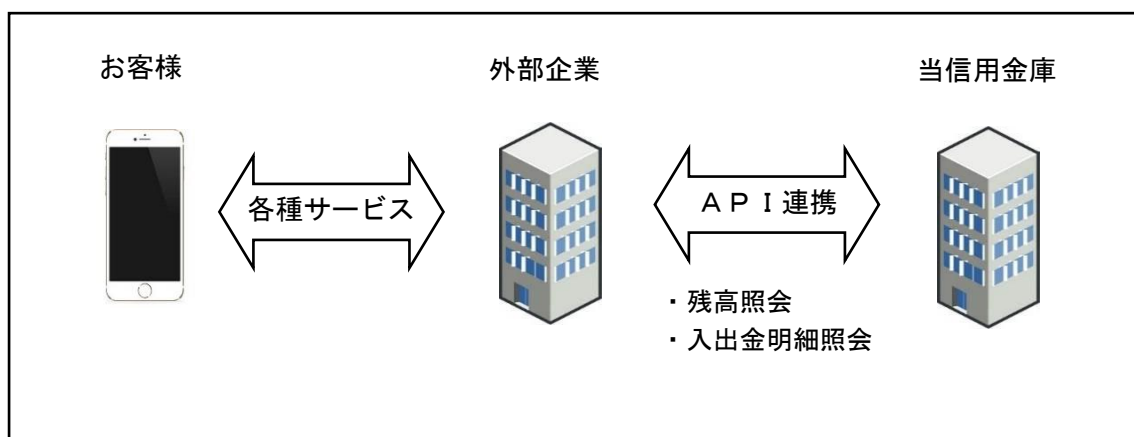 お客様
外部企業
当信用金庫
各種サービス
ＡＰＩ連携
・残高照会
・入出金明細照会